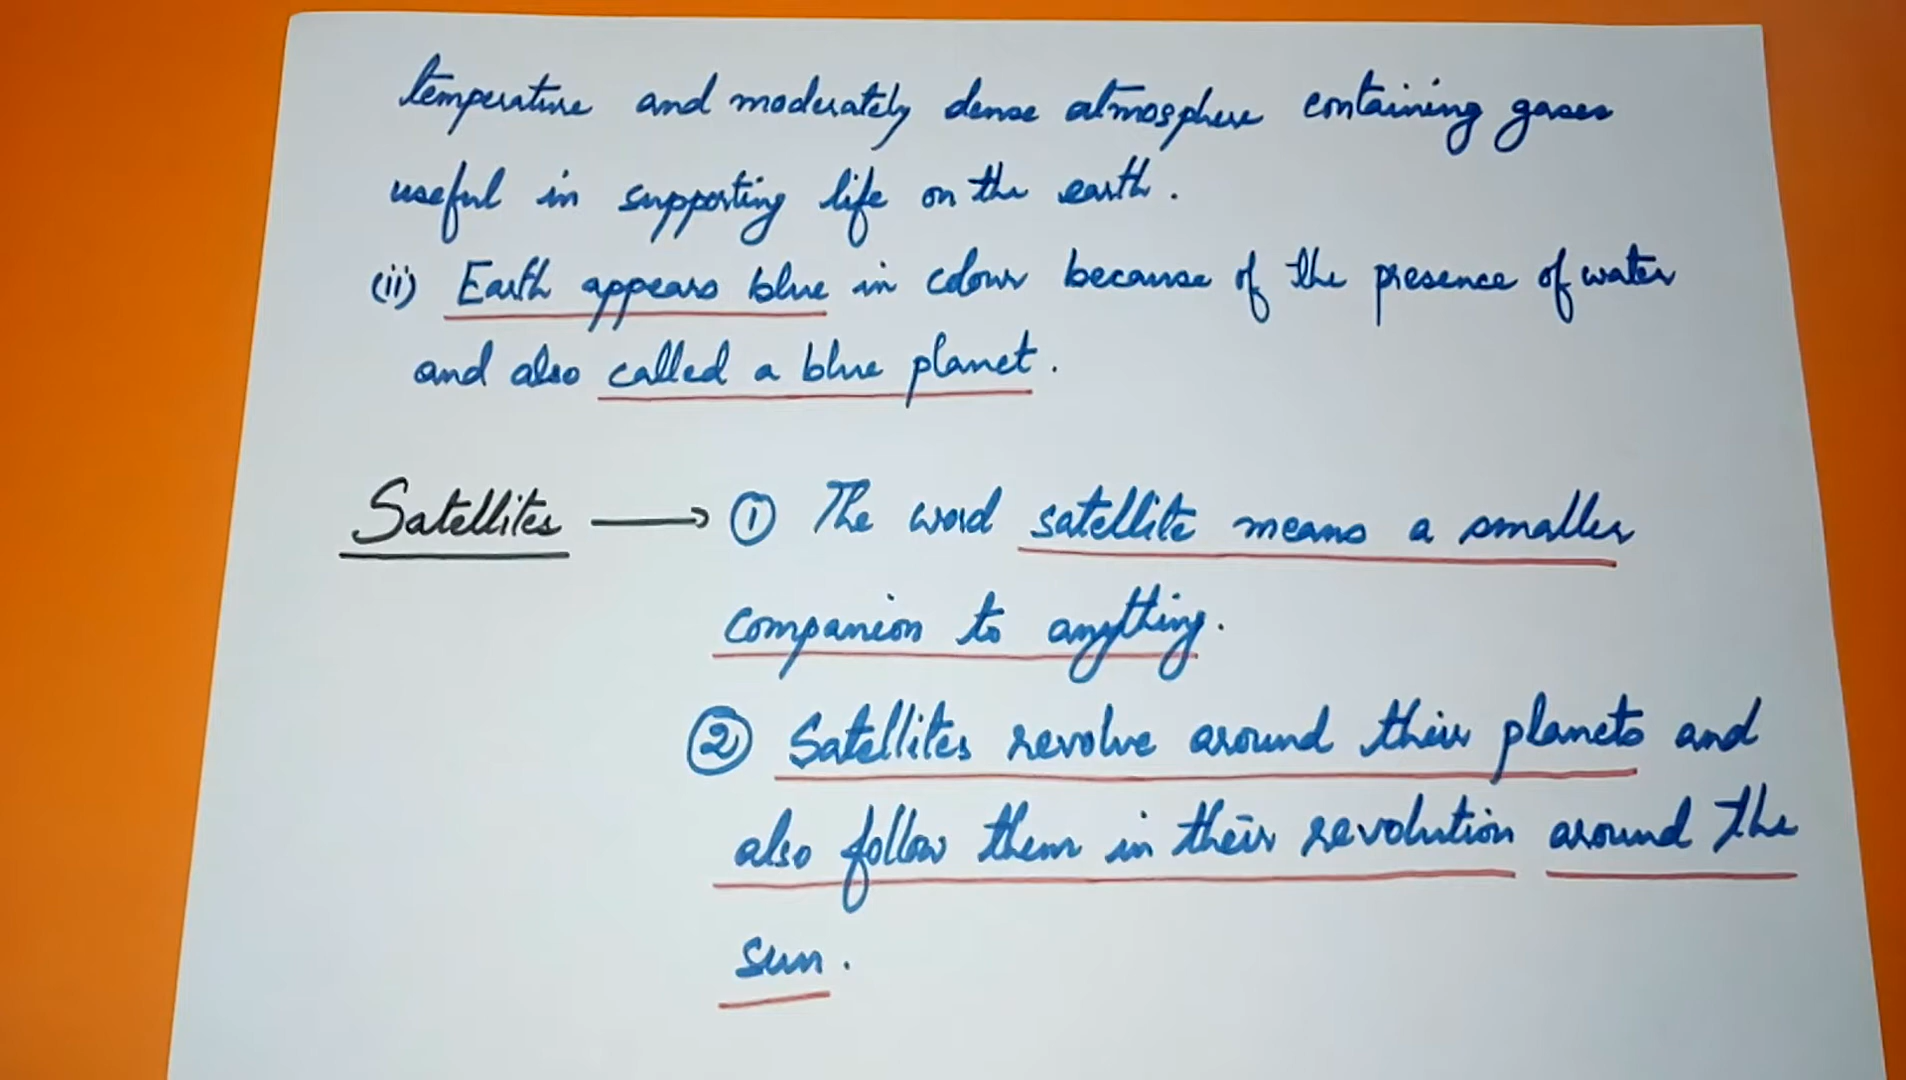 temperature and moderately dense atmosphere containing gases
useful in supporting life on the earth.
(ii) Earth appears blue in colour because of the presence of water
and also called a blue planet.
Satellites → ① The word satellite means a smaller
companion to anything.
② Satellites revolve around their planets and
also follow them in their revolution around the
sun.